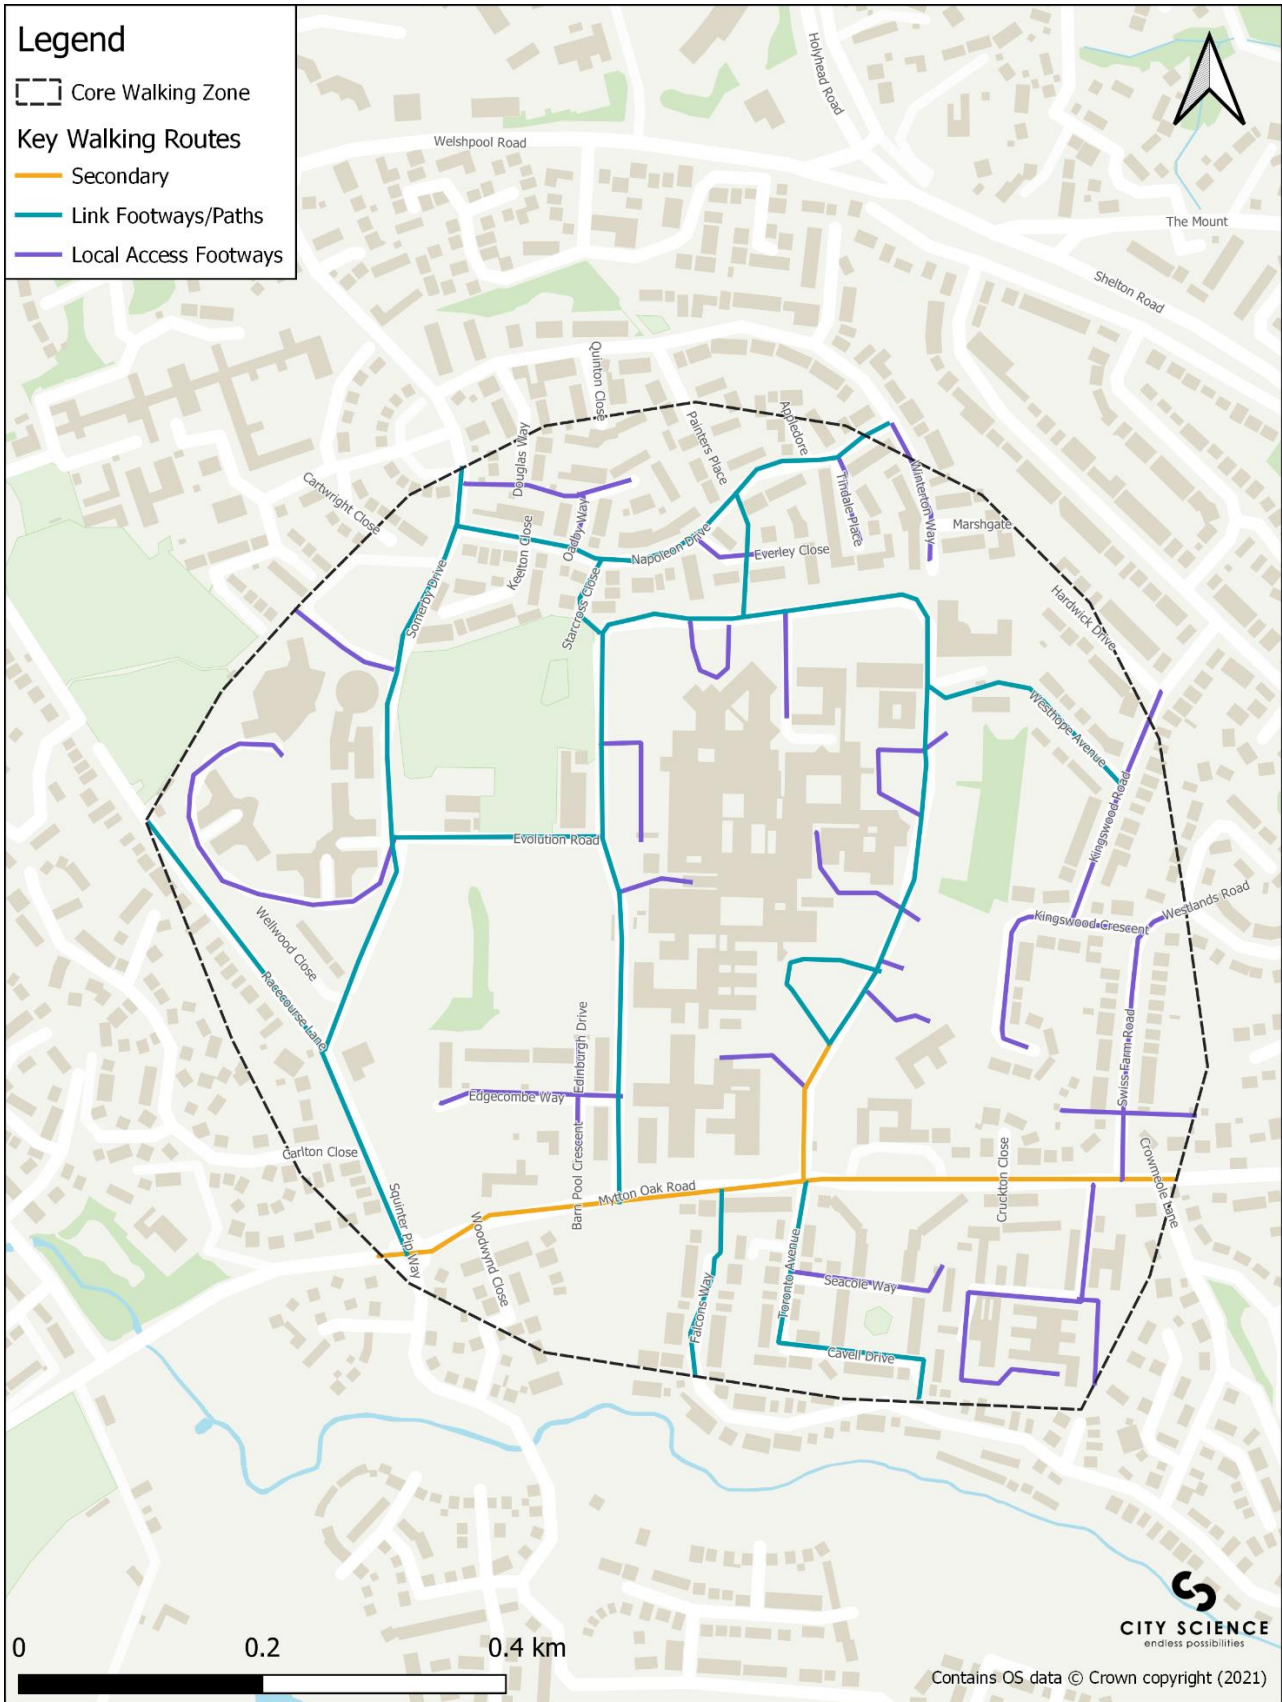 Legend
Core Walking Zone
Key Walking Routes
Secondary
Link Footways/Paths
Local Access Footways
Holyhead Road
Welshpool Road
The Mount
Shelton Road
Quinton Close
Appledore
Painters Place
Douglas Way
Cartwright Close
Oadby Way
Tindale Place
Winterton Way
Marshgate
Keelton Close
Napoleon Drive
Everley Close
Somerby Drive
Starcross Close
Hardwick Drive
Westhope Avenue
Kingswood Road
Evolution Road
Wellwood Close
Kingswood Crescent
Westlands Road
Racecourse Lane
Edinburgh Drive
Swiss Farm Road
Edgecombe Way
Carlton Close
Barn Pool Crescent
Cruckton Close
Crowmeole Lane
Squinter Pip Way
Mytton Oak Road
Woodwynd Close
Toronto Avenue
Seacole Way
Falcons Way
Cavell Drive
CITY SCIENCE
endless possibilities
0 0.2 0.4 km
Contains OS data © Crown copyright (2021)